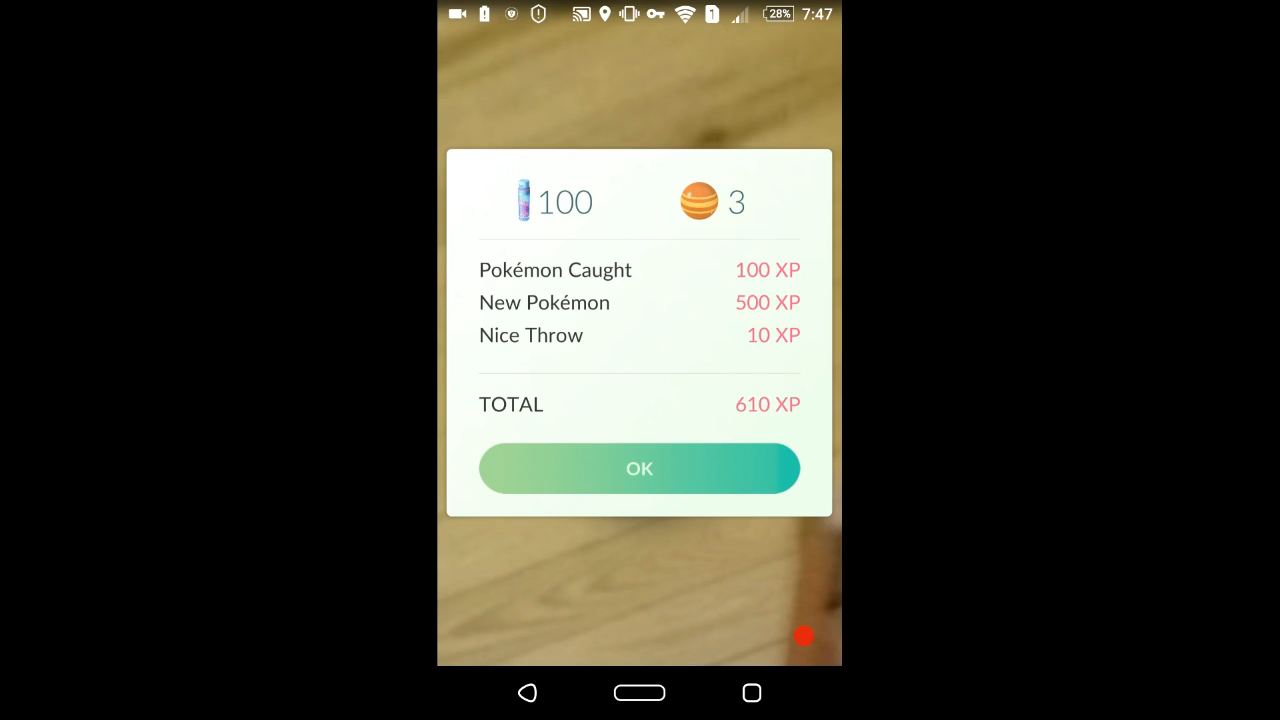 1 28% 7:47
100 3
Pokémon Caught 100 XP
New Pokémon 500 XP
Nice Throw 10 XP
TOTAL 610 XP
OK